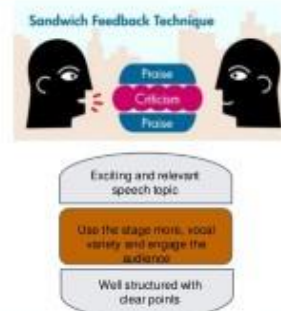 Sandwich Feedback Technique
Praise
Criticism
Praise
Exciting and relevant
speech topic
Use the stage more, vocal
variety and engage the
audience
Well structured with
clear points